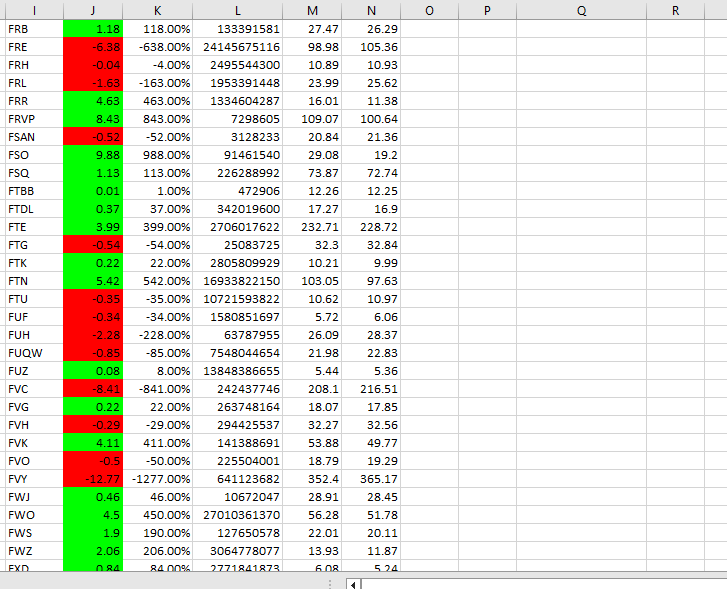 I J K L M N O P Q R
FRB 1.18 118.00% 133391581 27.47 26.29
FRE -6.38 -638.00% 24145675116 98.98 105.36
FRH -0.04 -4.00% 2495544300 10.89 10.93
FRL -1.63 -163.00% 1953391448 23.99 25.62
FRR 4.63 463.00% 1334604287 16.01 11.38
FRVP 8.43 843.00% 7298605 109.07 100.64
FSAN -0.52 -52.00% 3128233 20.84 21.36
FSO 9.88 988.00% 91461540 29.08 19.2
FSQ 1.13 113.00% 226288992 73.87 72.74
FTBB 0.01 1.00% 472906 12.26 12.25
FTDL 0.37 37.00% 342019600 17.27 16.9
FTE 3.99 399.00% 2706017622 232.71 228.72
FTG -0.54 -54.00% 25083725 32.3 32.84
FTK 0.22 22.00% 2805809929 10.21 9.99
FTN 5.42 542.00% 16933822150 103.05 97.63
FTU -0.35 -35.00% 10721593822 10.62 10.97
FUF -0.34 -34.00% 1580851697 5.72 6.06
FUH -2.28 -228.00% 63787955 26.09 28.37
FUQW -0.85 -85.00% 7548044654 21.98 22.83
FUZ 0.08 8.00% 13848386655 5.44 5.36
FVC -8.41 -841.00% 242437746 208.1 216.51
FVG 0.22 22.00% 263748164 18.07 17.85
FVH -0.29 -29.00% 294425537 32.27 32.56
FVK 4.11 411.00% 141388691 53.88 49.77
FVO -0.5 -50.00% 225504001 18.79 19.29
FVY -12.77 -1277.00% 641123682 352.4 365.17
FWJ 0.46 46.00% 10672047 28.91 28.45
FWO 4.5 450.00% 27010361370 56.28 51.78
FWS 1.9 190.00% 127650578 22.01 20.11
FWZ 2.06 206.00% 3064778077 13.93 11.87
FXD 0.84 84.00% 2771841873 6.08 5.24